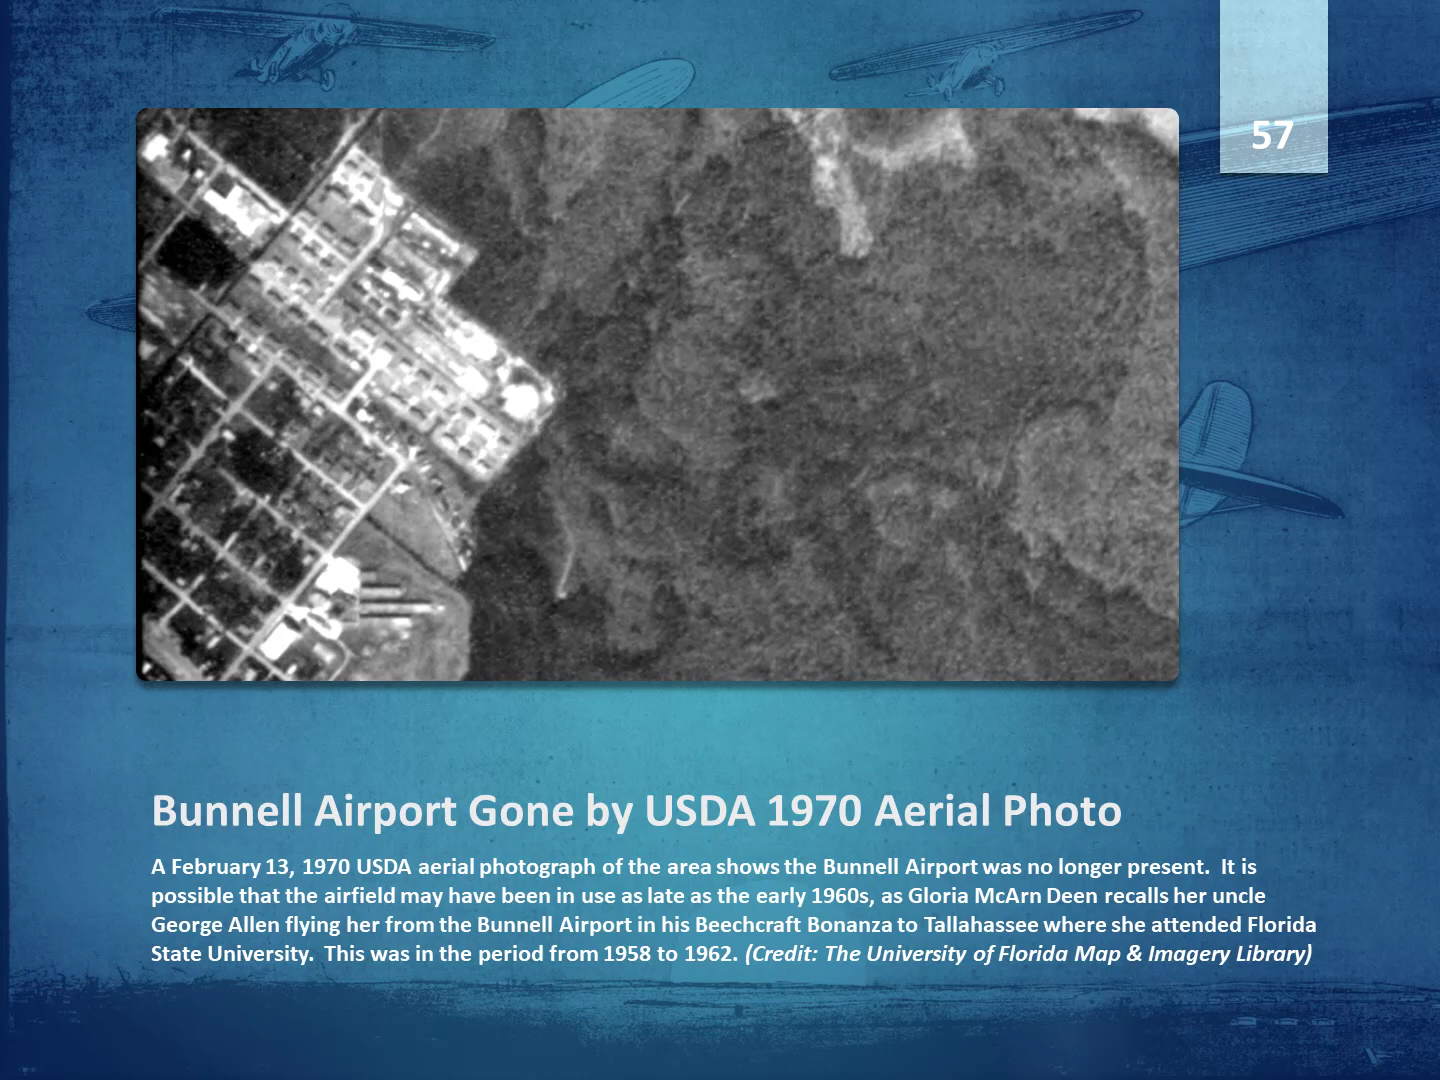 57
Bunnell Airport Gone by USDA 1970 Aerial Photo
A February 13, 1970 USDA aerial photograph of the area shows the Bunnell Airport was no longer present.  It is
possible that the airfield may have been in use as late as the early 1960s, as Gloria McArn Deen recalls her uncle
George Allen flying her from the Bunnell Airport in his Beechcraft Bonanza to Tallahassee where she attended Florida
State University.  This was in the period from 1958 to 1962. (Credit: The University of Florida Map & Imagery Library)